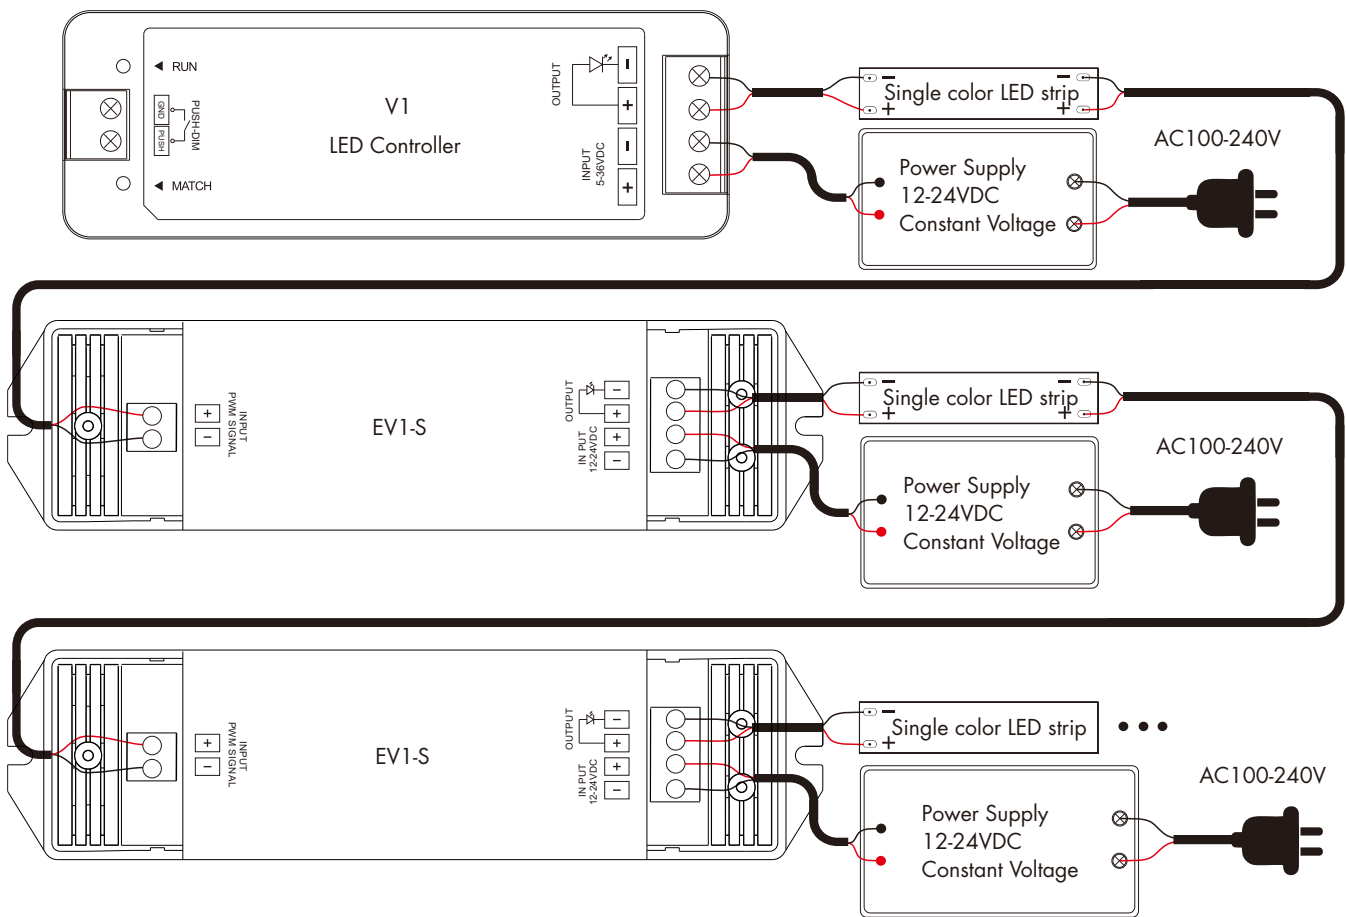 RUN
GND
PUSH
PUSH-DIM
MATCH
V1
LED Controller
OUTPUT
-
+
INPUT
5-36VDC
-
+
- -
Single color LED strip
+ +
AC100-240V
Power Supply
12-24VDC
Constant Voltage
INPUT
PWM SIGNAL
+
-
EV1-S
OUTPUT
-
+
IN PUT
12-24VDC
+
-
- -
Single color LED strip
+ +
AC100-240V
Power Supply
12-24VDC
Constant Voltage
INPUT
PWM SIGNAL
+
-
EV1-S
OUTPUT
-
+
IN PUT
12-24VDC
+
-
-
Single color LED strip
+
•••
AC100-240V
Power Supply
12-24VDC
Constant Voltage